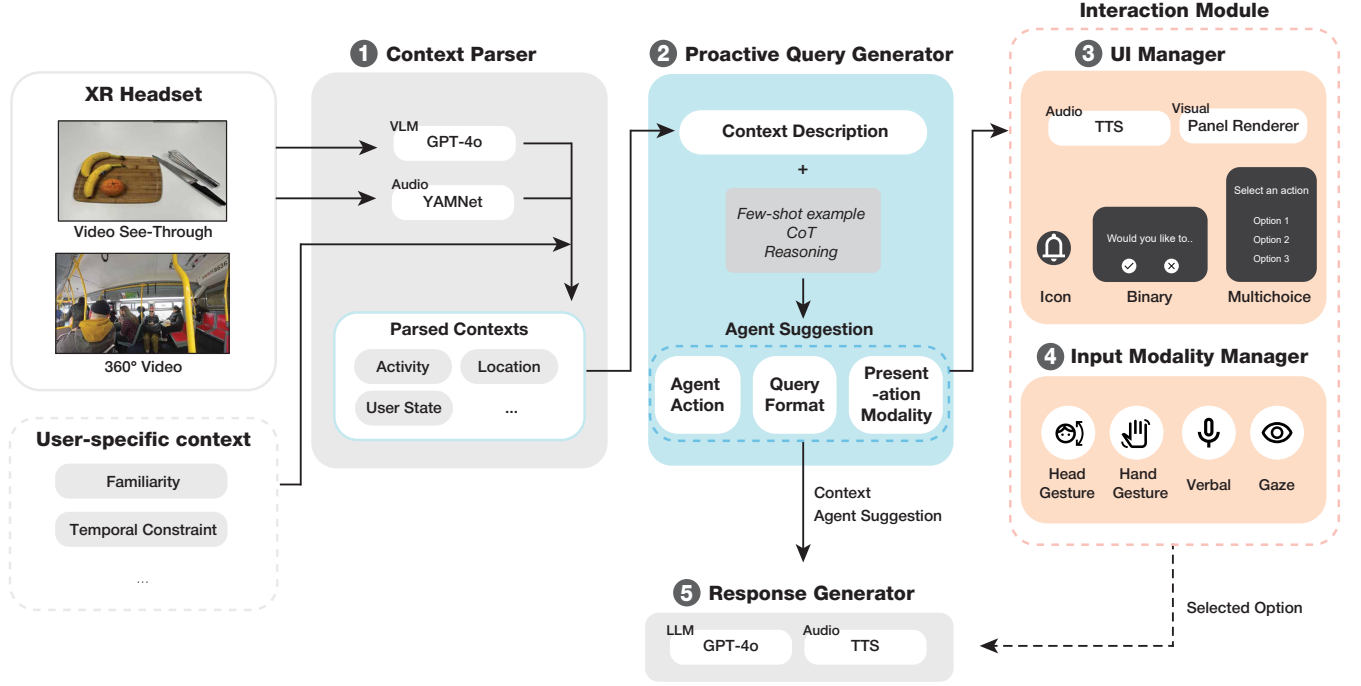 XR Headset
Video See-Through
360° Video
User-specific context
Familiarity
Temporal Constraint
...
1 Context Parser
VLM
GPT-4o
Audio
YAMNet
Parsed Contexts
Activity
Location
User State
...
2 Proactive Query Generator
Context Description
+
Few-shot example
CoT
Reasoning
Agent Suggestion
Agent
Action
Query
Format
Present
-ation
Modality
Context
Agent Suggestion
Interaction Module
3 UI Manager
Audio
TTS
Visual
Panel Renderer
Icon
Would you like to..
Binary
Select an action
Option 1
Option 2
Option 3
Multichoice
4 Input Modality Manager
Head
Gesture
Hand
Gesture
Verbal
Gaze
Selected Option
5 Response Generator
LLM
GPT-4o
Audio
TTS